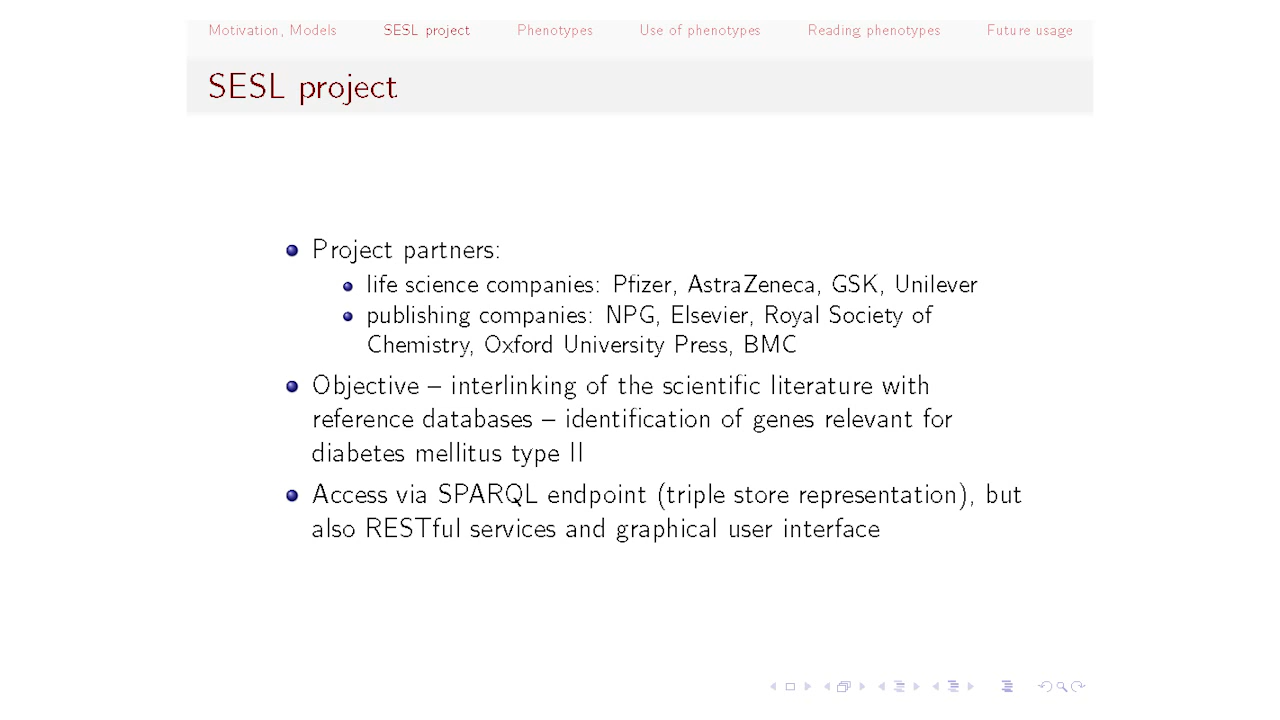 Motivation, Models SESL project Phenotypes Use of phenotypes Reading phenotypes Future usage
SESL project
Project partners:
life science companies: Pfizer, AstraZeneca, GSK, Unilever
publishing companies: NPG, Elsevier, Royal Society of
Chemistry, Oxford University Press, BMC
Objective – interlinking of the scientific literature with
reference databases – identification of genes relevant for
diabetes mellitus type II
Access via SPARQL endpoint (triple store representation), but
also RESTful services and graphical user interface